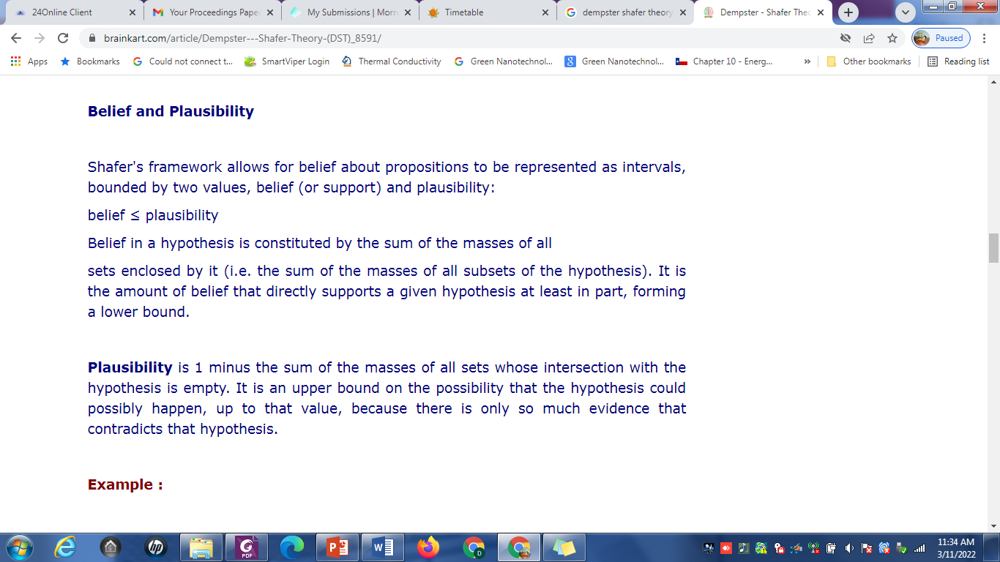 24Online Client
Your Proceedings Paper
My Submissions | Morr
Timetable
dempster shafer theory
Dempster - Shafer Theo
brainkart.com/article/Dempster---Shafer-Theory-(DST)_8591/
Paused
Apps
Bookmarks
Could not connect t...
SmartViper Login
Thermal Conductivity
Green Nanotechnol...
Green Nanotechnol...
Chapter 10 - Energ...
»
Other bookmarks
Reading list
Belief and Plausibility
Shafer's framework allows for belief about propositions to be represented as intervals,
bounded by two values, belief (or support) and plausibility:
belief ≤ plausibility
Belief in a hypothesis is constituted by the sum of the masses of all
sets enclosed by it (i.e. the sum of the masses of all subsets of the hypothesis). It is
the amount of belief that directly supports a given hypothesis at least in part, forming
a lower bound.
Plausibility is 1 minus the sum of the masses of all sets whose intersection with the
hypothesis is empty. It is an upper bound on the possibility that the hypothesis could
possibly happen, up to that value, because there is only so much evidence that
contradicts that hypothesis.
Example :
11:34 AM
3/11/2022